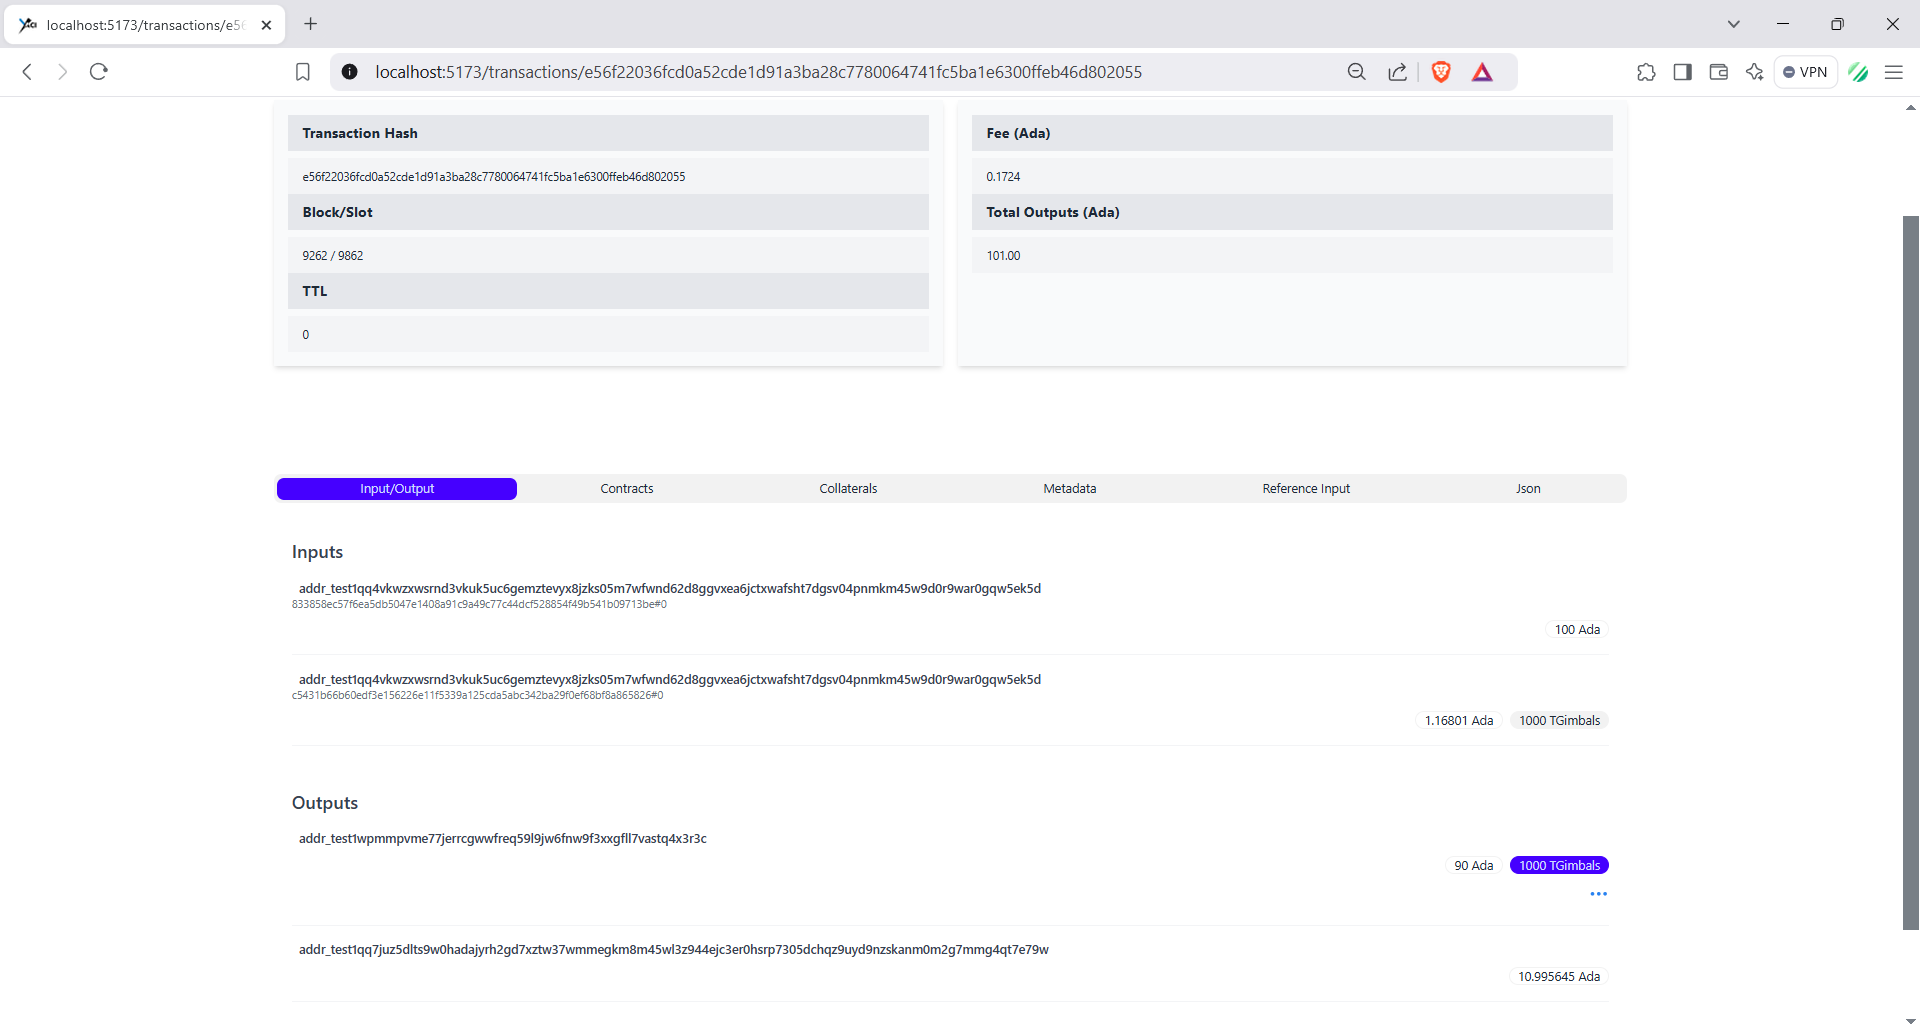 localhost:5173/transactions/e56
localhost:5173/transactions/e56f22036fcd0a52cde1d91a3ba28c7780064741fc5ba1e6300ffeb46d802055
VPN
Transaction Hash
e56f22036fcd0a52cde1d91a3ba28c7780064741fc5ba1e6300ffeb46d802055
Block/Slot
9262 / 9862
TTL
0
Fee (Ada)
0.1724
Total Outputs (Ada)
101.00
Input/Output
Contracts
Collaterals
Metadata
Reference Input
Json
Inputs
addr_test1qq4vkwzxwsrnd3vkuk5uc6gemztevyx8jzks05m7wfwnd62d8ggvxea6jctxwafsht7dgsv04pnmkm45w9d0r9war0gqw5ek5d
833858ec57f6ea5db5047e1408a91c9a49c77c44dcf528854f49b541b09713be#0
100 Ada
addr_test1qq4vkwzxwsrnd3vkuk5uc6gemztevyx8jzks05m7wfwnd62d8ggvxea6jctxwafsht7dgsv04pnmkm45w9d0r9war0gqw5ek5d
c5431b66b60edf3e156226e11f5339a125cda5abc342ba29f0ef68bf8a865826#0
1.16801 Ada
1000 TGimbals
Outputs
addr_test1wpmmpvme77jerrcgwwfreq59l9jw6fnw9f3xxgfll7vastq4x3r3c
90 Ada
1000 TGimbals
addr_test1qq7juz5dlts9w0hadajyrh2gd7xztw37wmmegkm8m45wl3z944ejc3er0hsrp7305dchqz9uyd9nzskanm0m2g7mmg4qt7e79w
10.995645 Ada